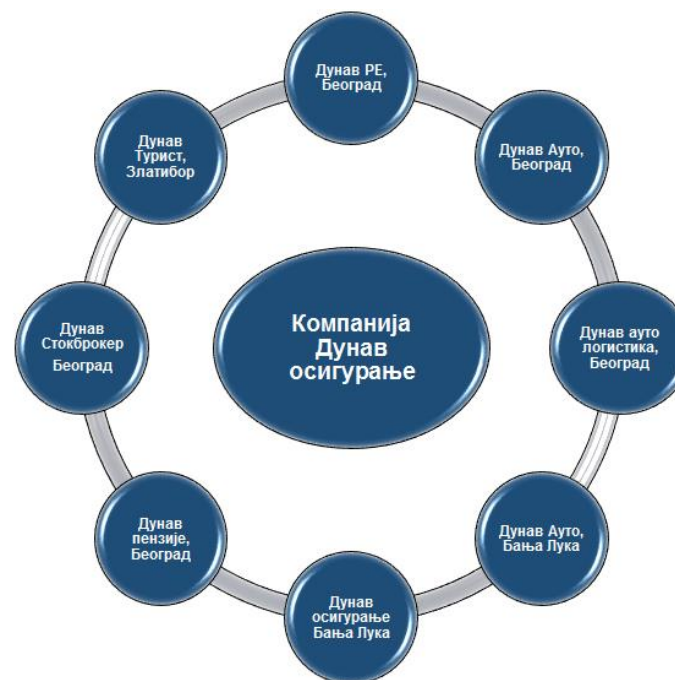 Дунав РЕ,
Београд
Дунав Ауто,
Београд
Дунав ауто
логистика,
Београд
Дунав Ауто,
Бања Лука
Дунав
осигурање
Бања Лука
Дунав
пензије,
Београд
Дунав
Стокброкер
Београд
Дунав
Турист,
Златибор
Компанија
Дунав
осигурање